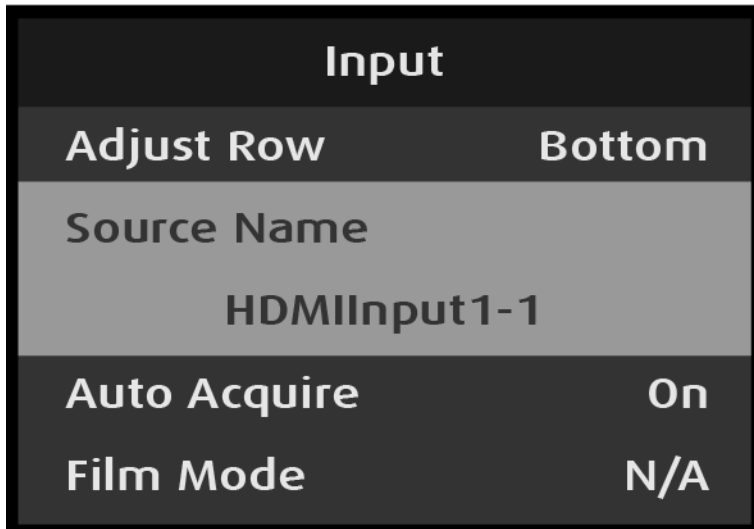 Input
Adjust Row Bottom
Source Name
HDMIInput1-1
Auto Acquire On
Film Mode N/A